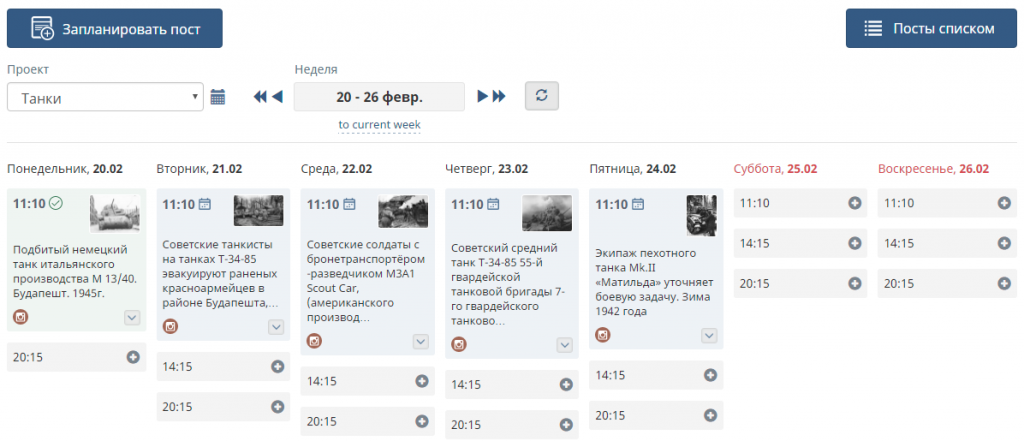 Запланировать пост
Посты списком
Проект
Неделя
Танки
20 - 26 февр.
to current week
Понедельник, 20.02
11:10
Подбитый немецкий
танк итальянского
производства М 13/40.
Будапешт. 1945г.
20:15
Вторник, 21.02
11:10
Советские танкисты
на танках Т-34-85
эвакуируют раненых
красноармейцев в
районе Будапешта,...
14:15
20:15
Среда, 22.02
11:10
Советские солдаты с
бронетранспортёром
-разведчиком М3А1
Scout Car,
(американского
производ...
14:15
20:15
Четверг, 23.02
11:10
Советский средний
танк Т-34-85 55-й
гвардейской
танковой бригады 7-
го гвардейского
танково...
14:15
20:15
Пятница, 24.02
11:10
Экипаж пехотного
танка Mk.II
«Матильда» уточняет
боевую задачу. Зима
1942 года
14:15
20:15
Суббота, 25.02
11:10
14:15
20:15
Воскресенье, 26.02
11:10
14:15
20:15